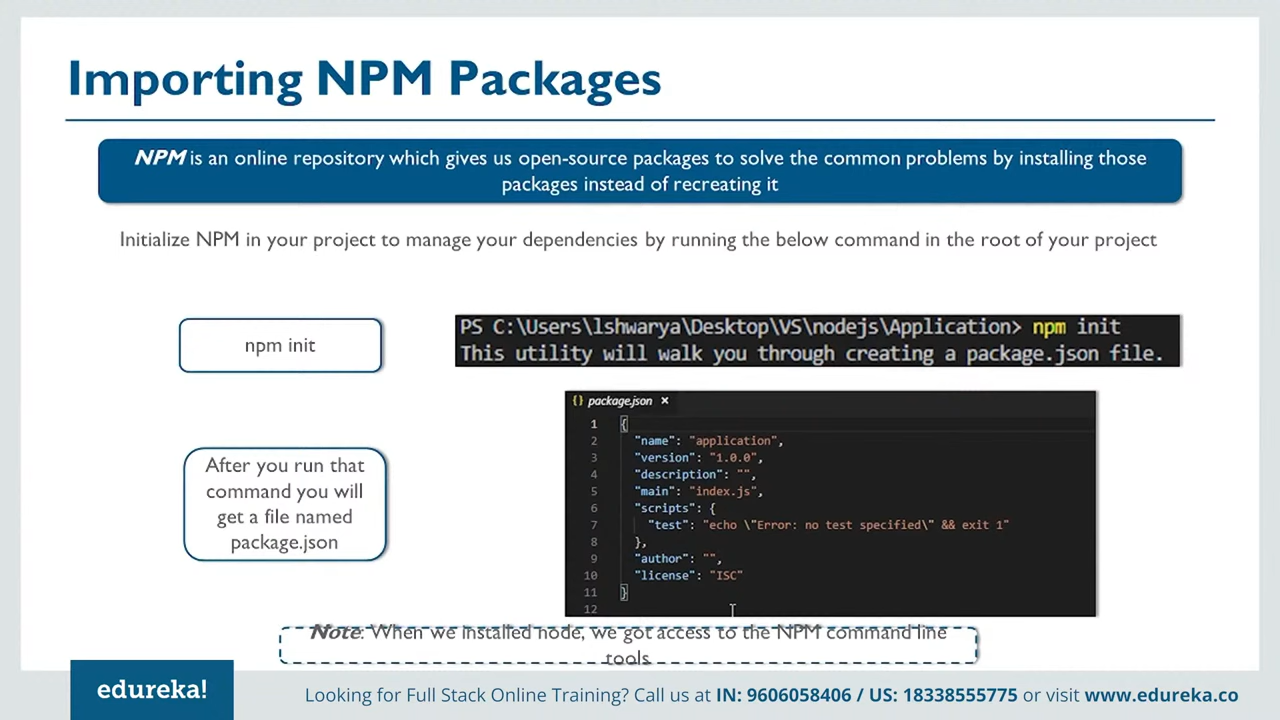 Importing NPM Packages
NPM is an online repository which gives us open-source packages to solve the common problems by installing those
packages instead of recreating it
Initialize NPM in your project to manage your dependencies by running the below command in the root of your project
npm init
PS C:\Users\lshwarya\Desktop\VS\nodejs\Application> npm init
This utility will walk you through creating a package.json file.
{} package.json ×
1 {
2 "name": "application",
3 "version": "1.0.0",
4 "description": "",
5 "main": "index.js",
6 "scripts": {
7 "test": "echo \"Error: no test specified\" && exit 1"
8 },
9 "author": "",
10 "license": "ISC"
11 }
12
After you run that
command you will
get a file named
package.json
Note: When we installed node, we got access to the NPM command line
tools
edureka!
Looking for Full Stack Online Training? Call us at IN: 9606058406 / US: 18338555775 or visit www.edureka.co